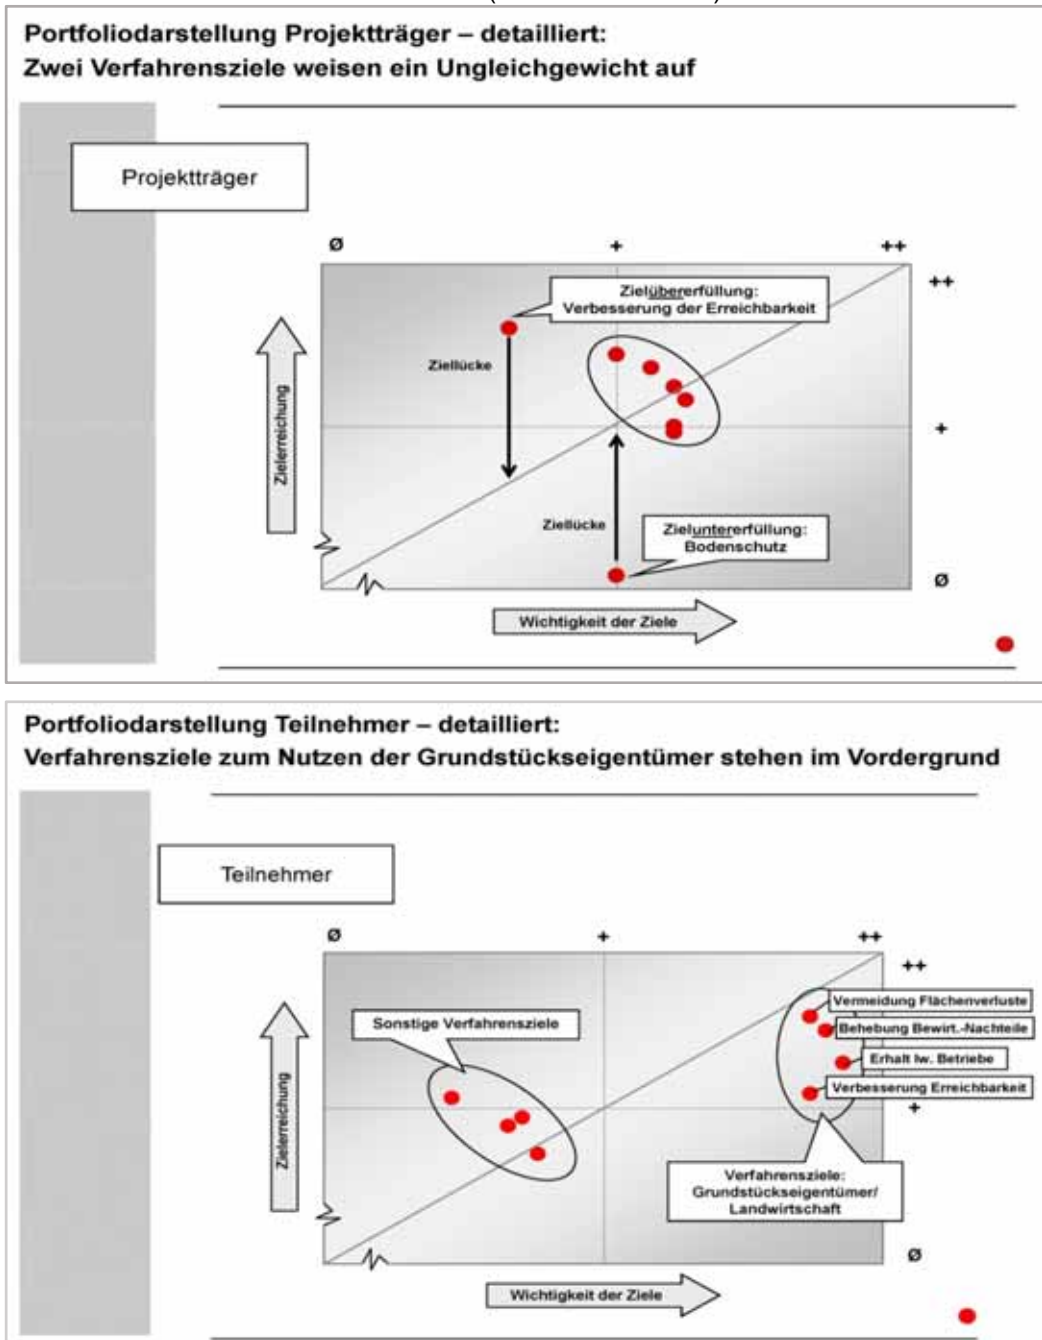 Portfoliodarstellung Projektträger – detailliert:
Zwei Verfahrensziele weisen ein Ungleichgewicht auf
Projektträger
Ø + ++
++
Zielübererfüllung:
Verbesserung der Erreichbarkeit
Ziellücke
Zielerreichung
+
Ziellücke
Zieluntererfüllung:
Bodenschutz
Ø
Wichtigkeit der Ziele
Portfoliodarstellung Teilnehmer – detailliert:
Verfahrensziele zum Nutzen der Grundstückseigentümer stehen im Vordergrund
Teilnehmer
Ø + ++
++
Vermeidung Flächenverluste
Sonstige Verfahrensziele
Behebung Bewirt.-Nachteile
Erhalt lw. Betriebe
Verbesserung Erreichbarkeit
+
Zielerreichung
Verfahrensziele:
Grundstückseigentümer/
Landwirtschaft
Ø
Wichtigkeit der Ziele